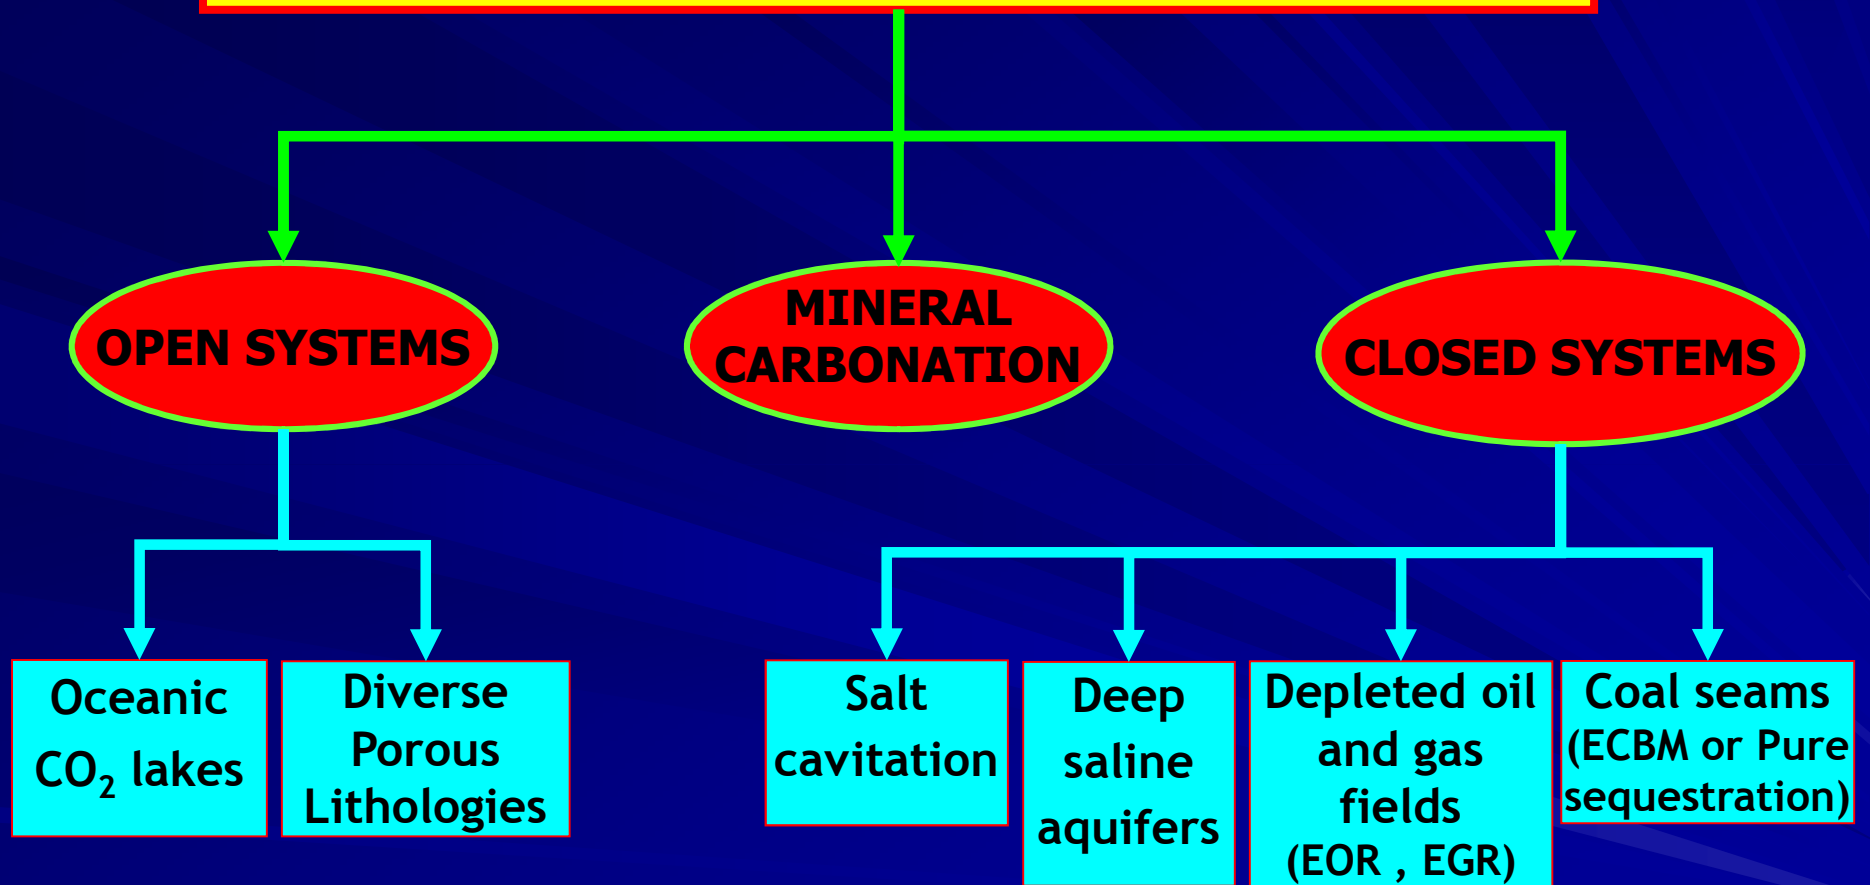 OPEN SYSTEMS
MINERAL
CARBONATION
CLOSED SYSTEMS
Oceanic
CO₂ lakes
Diverse
Porous
Lithologies
Salt
cavitation
Deep
saline
aquifers
Depleted oil
and gas
fields
(EOR , EGR)
Coal seams
(ECBM or Pure
sequestration)